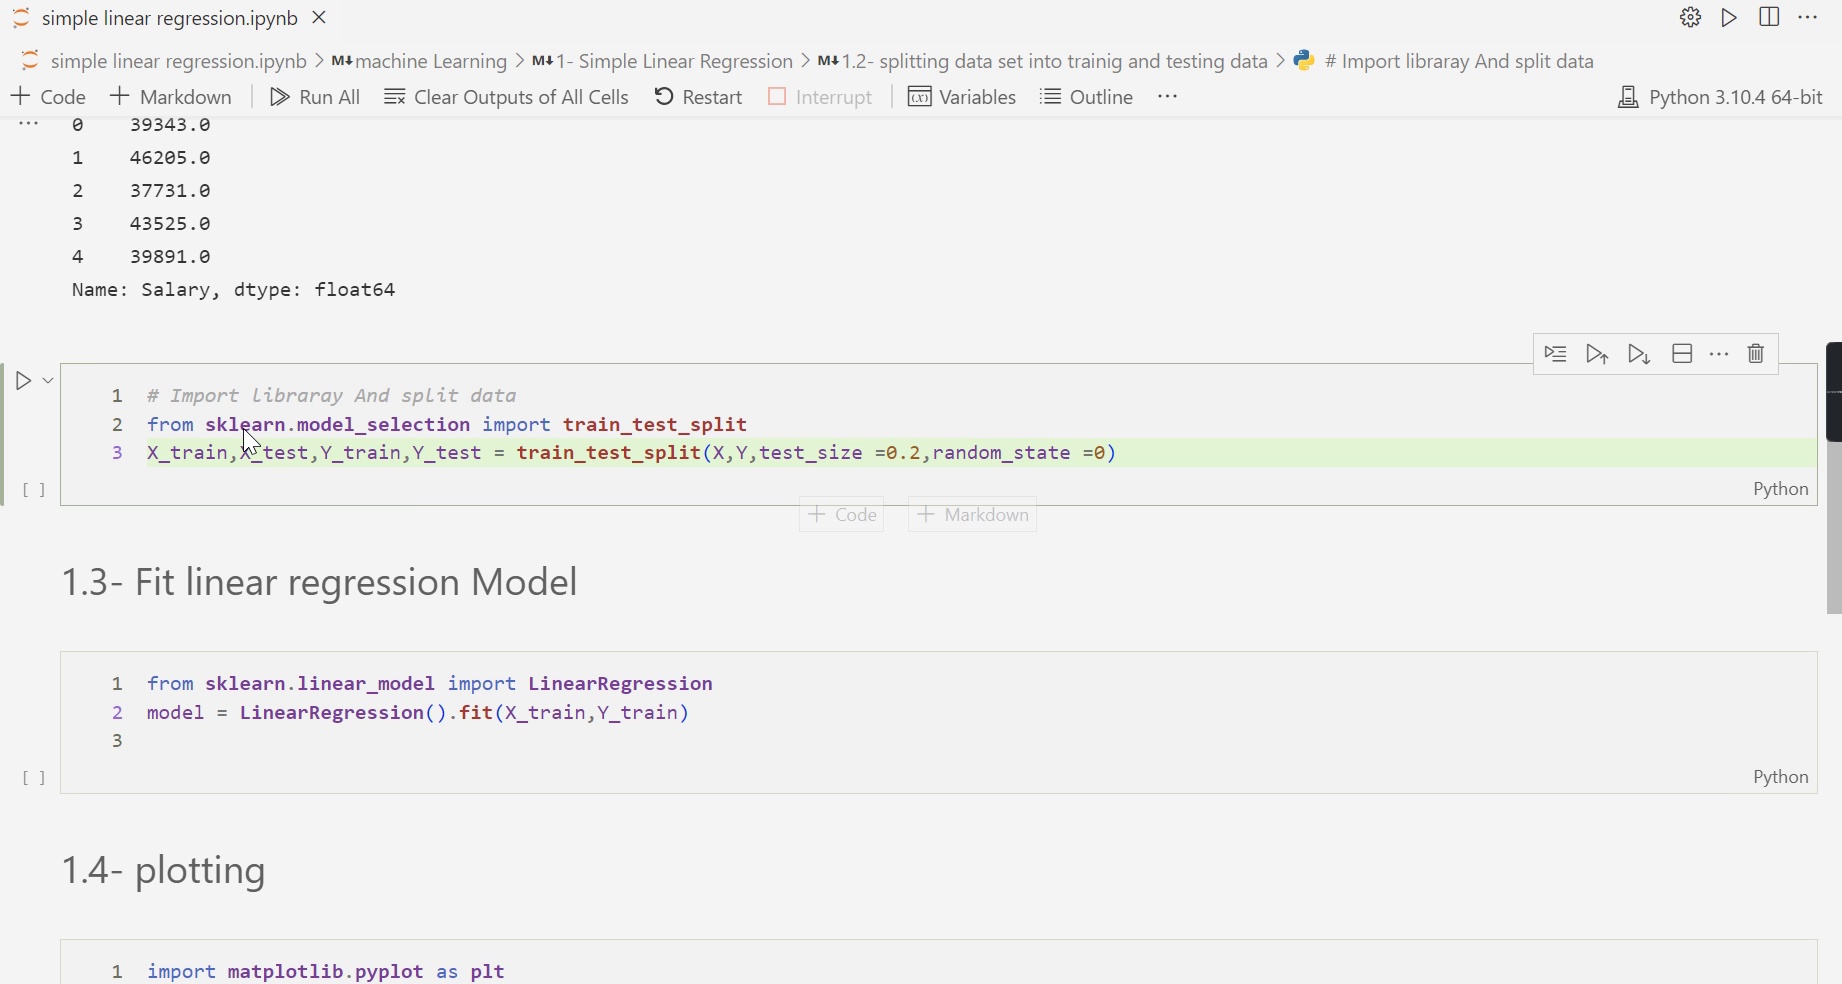 simple linear regression.ipynb
simple linear regression.ipynb > M↓ machine Learning > M↓ 1- Simple Linear Regression > M↓ 1.2- splitting data set into trainig and testing data > # Import libraray And split data
+ Code + Markdown Run All Clear Outputs of All Cells Restart Interrupt (x) Variables Outline ... Python 3.10.4 64-bit
... 0 39343.0
1 46205.0
2 37731.0
3 43525.0
4 39891.0
Name: Salary, dtype: float64
1 # Import libraray And split data
2 from sklearn.model_selection import train_test_split
3 X_train,X_test,Y_train,Y_test = train_test_split(X,Y,test_size =0.2,random_state =0)
[ ] Python
+ Code + Markdown
1.3- Fit linear regression Model
1 from sklearn.linear_model import LinearRegression
2 model = LinearRegression().fit(X_train,Y_train)
3
[ ] Python
1.4- plotting
1 import matplotlib.pyplot as plt